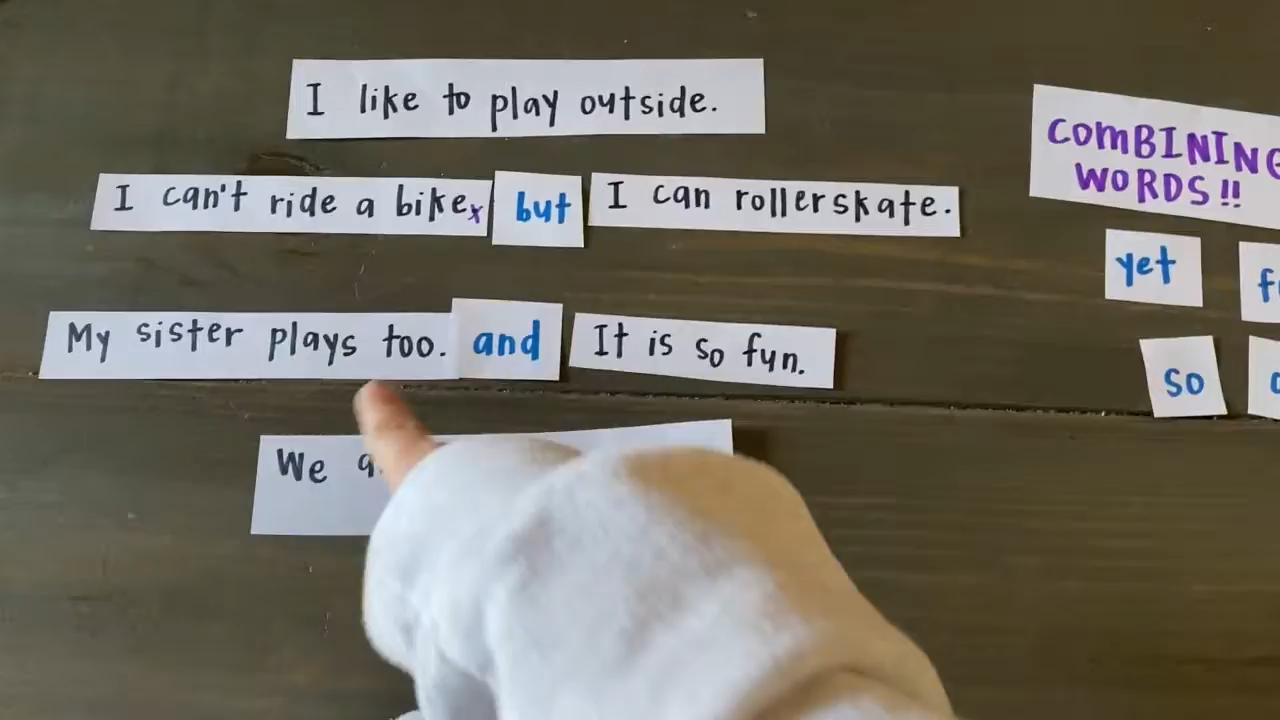 I like to play outside.
I can't ride a bike, but I can rollerskate.
My sister plays too. and It is so fun.
We
COMBINING
WORDS!!
yet
so